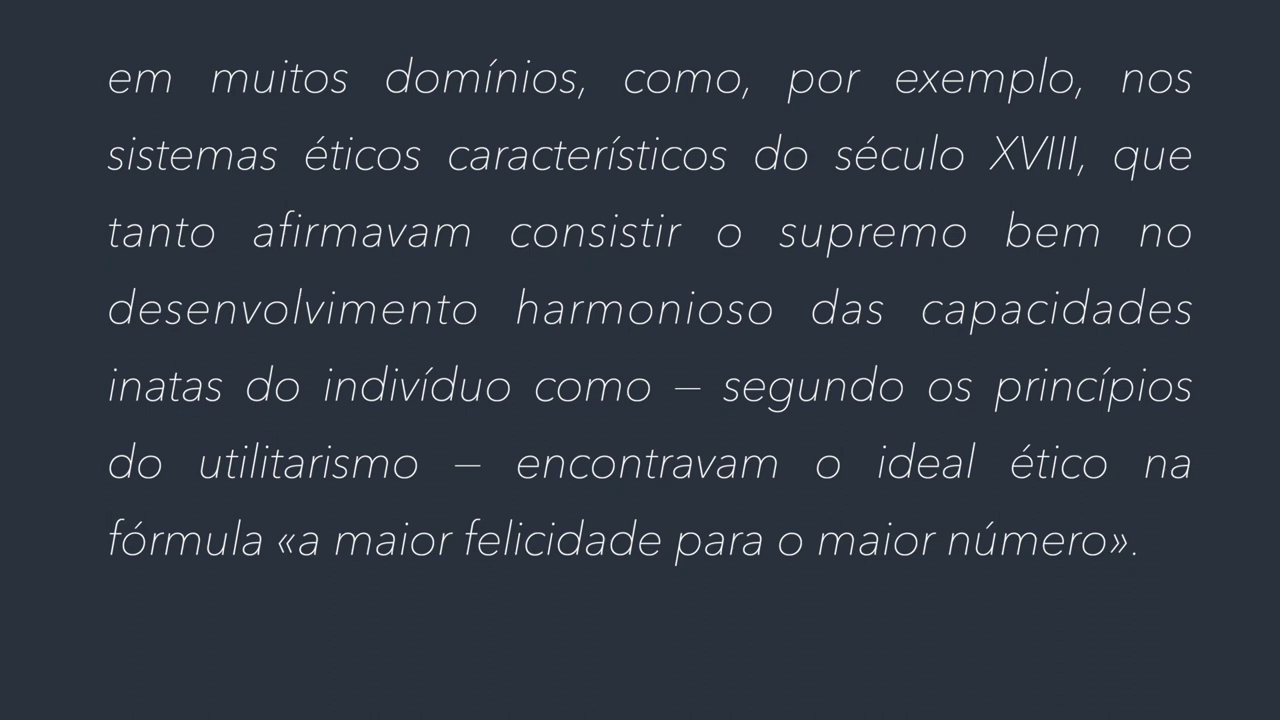 em muitos domínios, como, por exemplo, nos
sistemas éticos característicos do século XVIII, que
tanto afirmavam consistir o supremo bem no
desenvolvimento harmonioso das capacidades
inatas do indivíduo como – segundo os princípios
do utilitarismo – encontravam o ideal ético na
fórmula «a maior felicidade para o maior número».